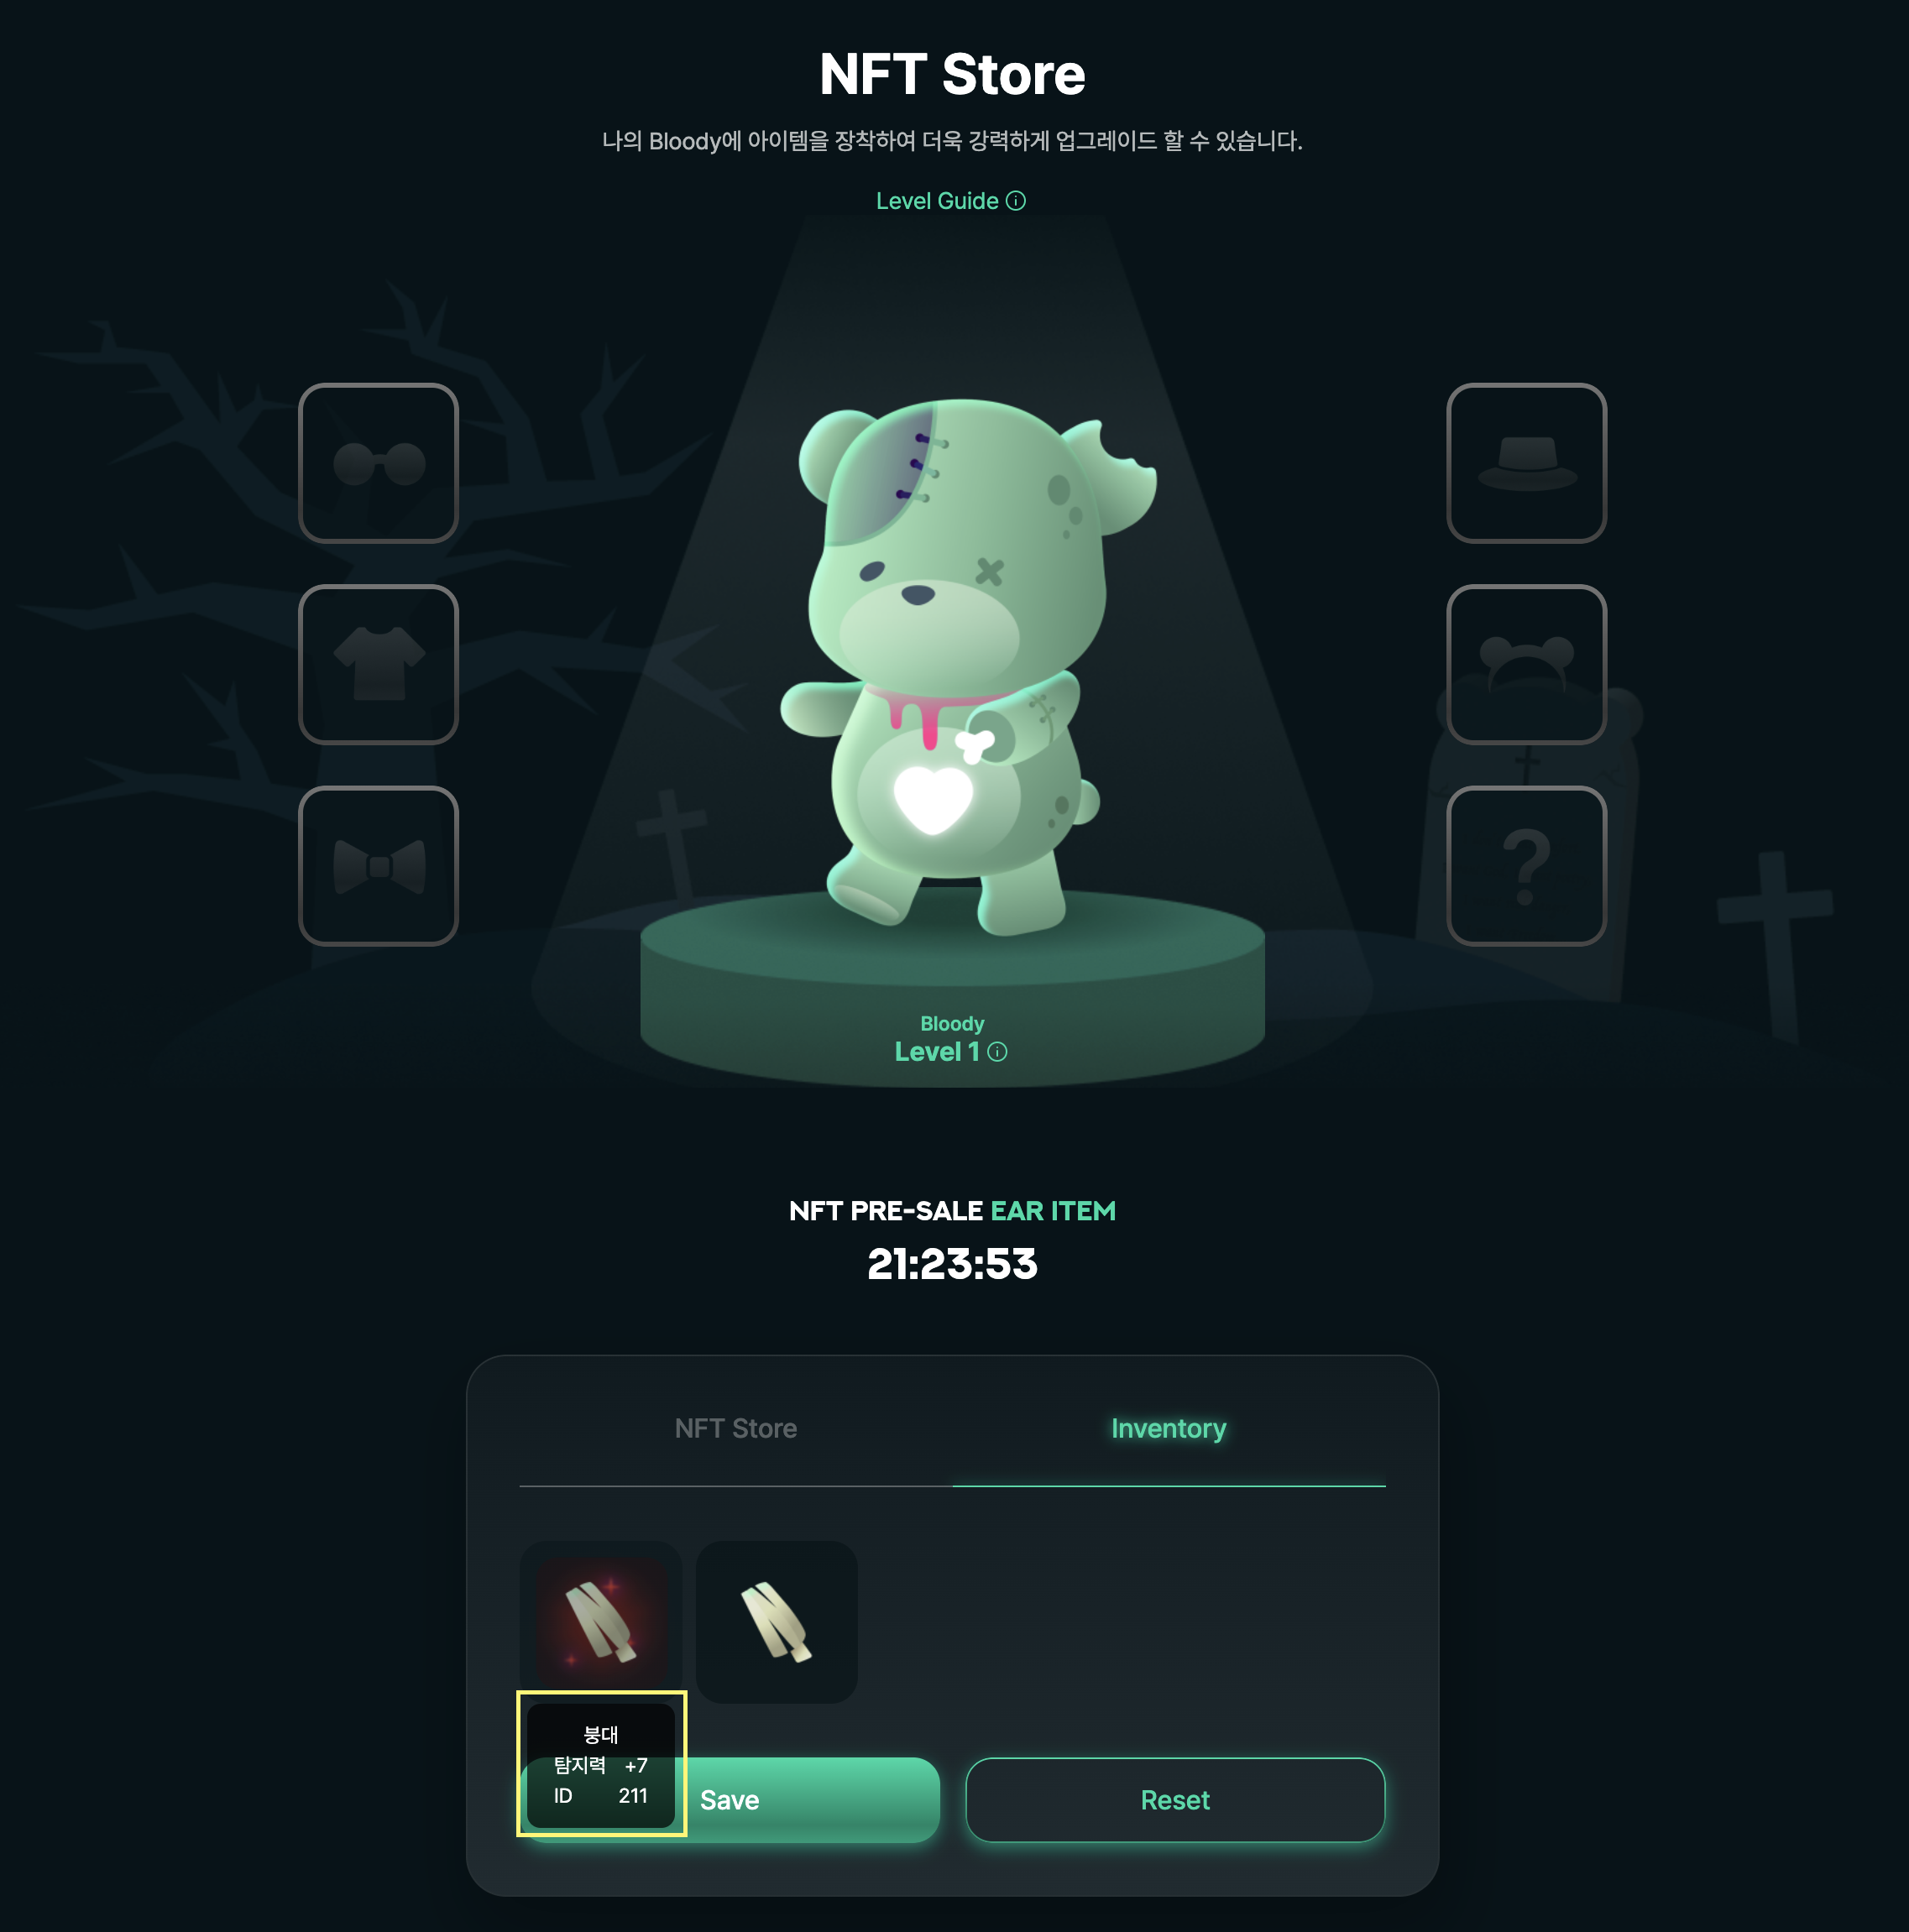 NFT Store
나의 Bloody에 아이템을 장착하여 더욱 강력하게 업그레이드 할 수 있습니다.
Level Guide
?
Bloody
Level 1
NFT PRE-SALE EAR ITEM
21:23:53
NFT Store
Inventory
붕대
탐지력 +7
ID 211
Save
Reset